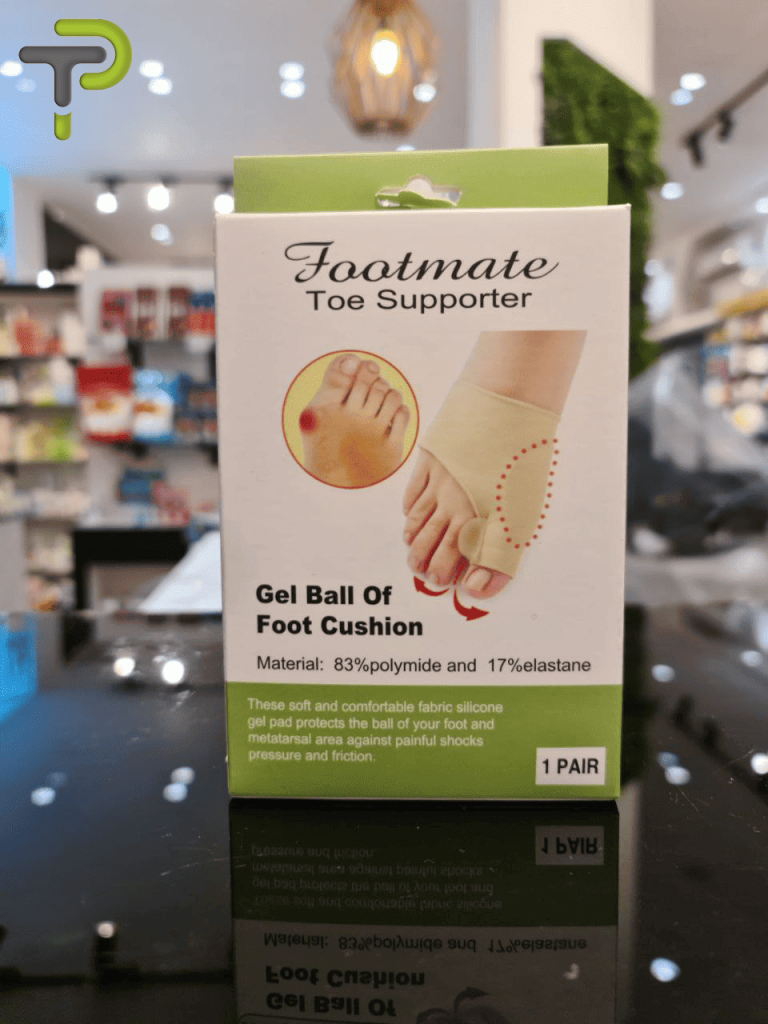 TP
Footmate
Toe Supporter
Gel Ball Of
Foot Cushion
Material: 83%polymide and 17%elastane
These soft and comfortable fabric silicone
gel pad protects the ball of your foot and
metatarsal area against painful shocks
pressure and friction.
1 PAIR